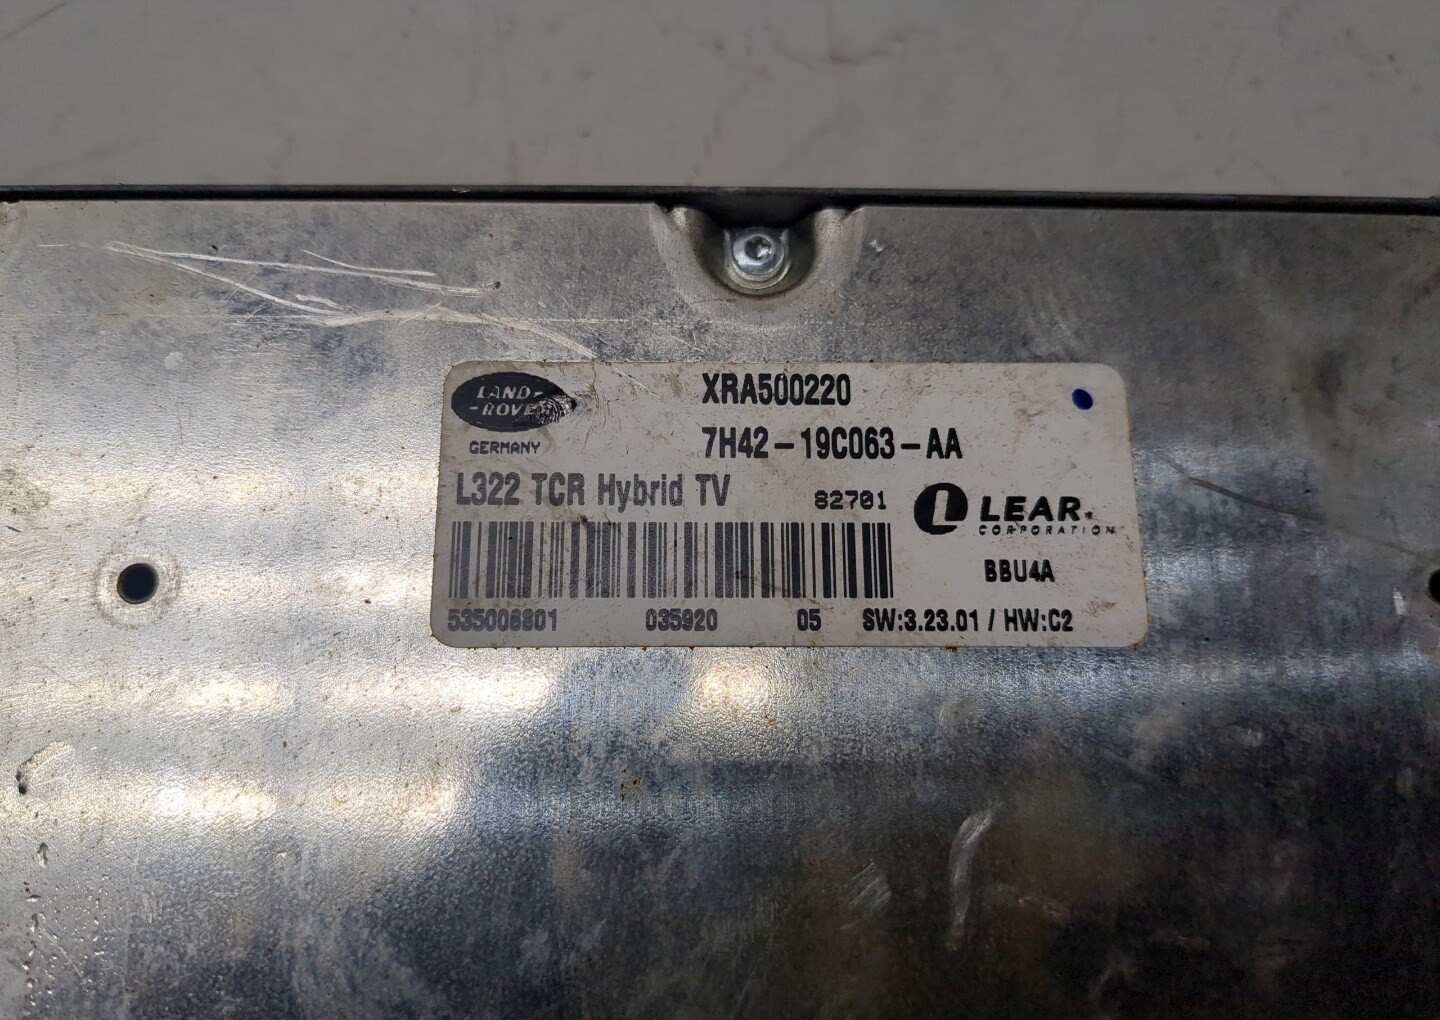 LAND-
-ROVER
GERMANY
XRA500220
7H42-19C063-AA
L322 TCR Hybrid TV
82701
LEAR
CORPORATION
BBU4A
535006801 035920 05 SW:3.23.01 / HW:C2